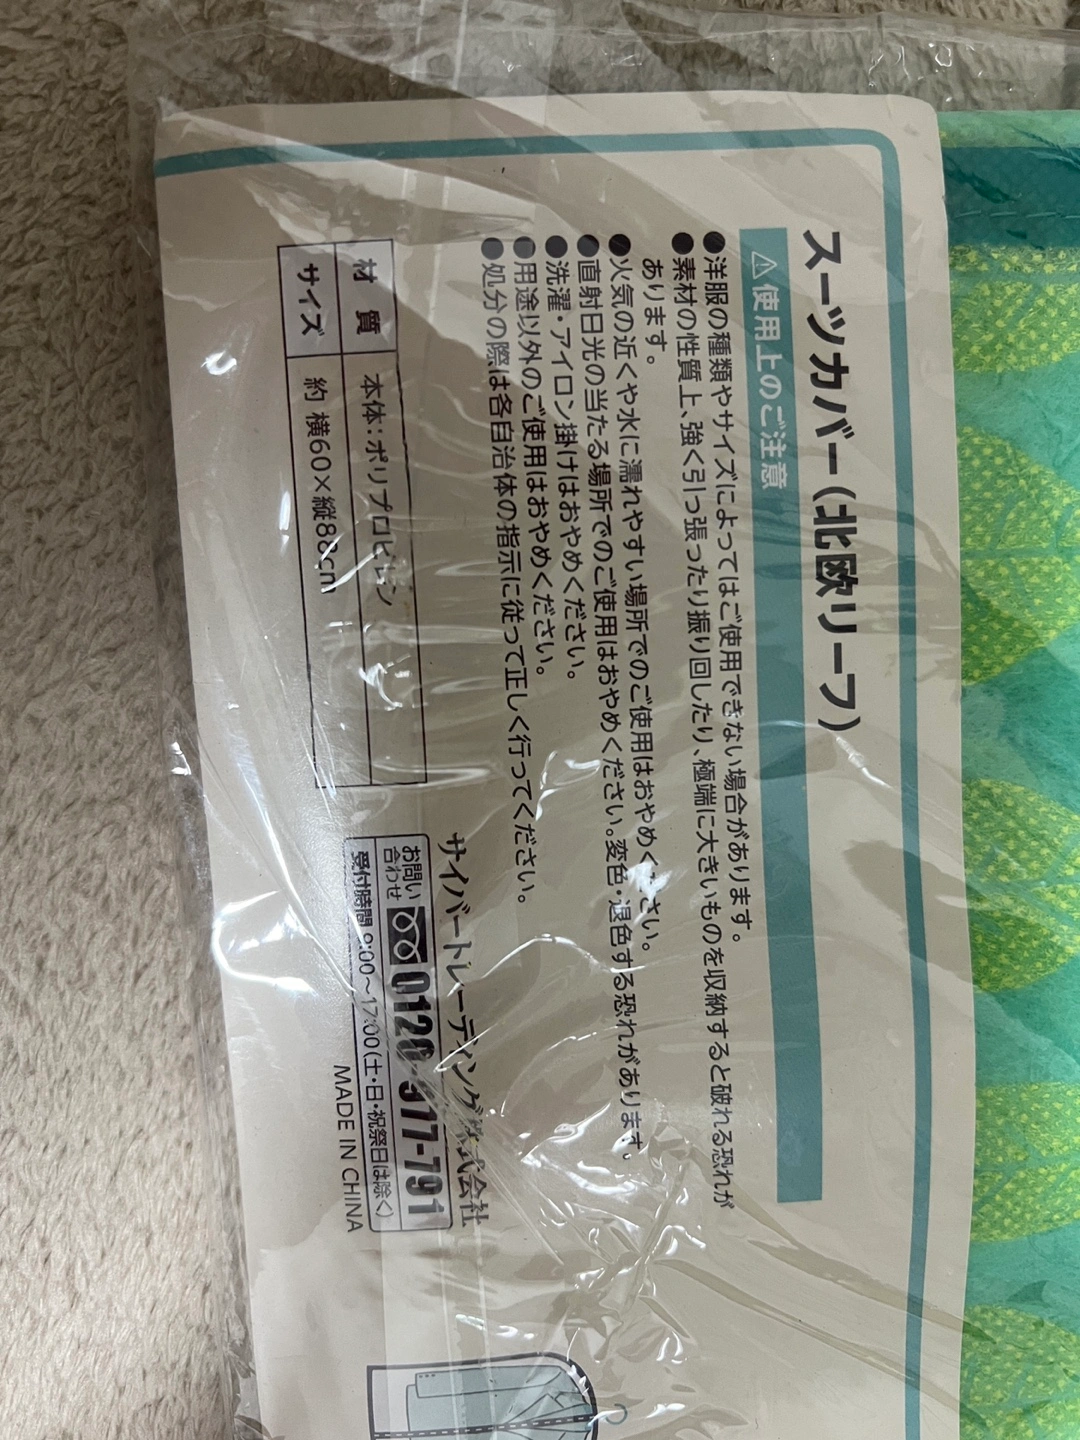 スーツカバー(北欧リーフ)
⚠使用上のご注意
●洋服の種類やサイズによってはご使用できない場合があります。
●素材の性質上、強く引っ張ったり振り回したり、極端に大きいものを収納すると破れる恐れが
あります。
●火気の近くや水に濡れやすい場所でのご使用はおやめください。
●直射日光の当たる場所でのご使用はおやめください。変色・退色する恐れがあります。
●洗濯・アイロン掛けはおやめください。
●用途以外のご使用はおやめください。
●処分の際は各自治体の指示に従って正しく行ってください。
材質 本体:ポリプロピレン
サイズ 約 横60×縦88cm
サイバートレーディング株式会社
お問い
合わせ 0120-917-791
受付時間 9:00~17:00(土・日・祝祭日は除く)
MADE IN CHINA